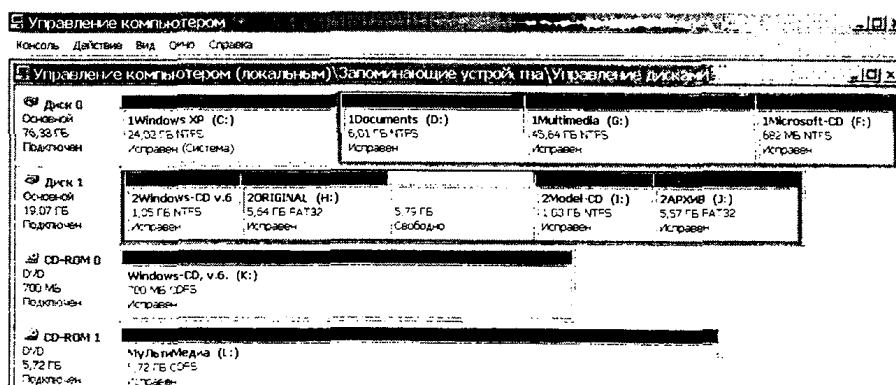 Управление компьютером
Консоль Действие Вид Окно Справка
Управление компьютером (локальным)\Запоминающие устройства\Управление дисками
Диск 0
Основной
76,33 ГБ
Подключен
1Windows XP (C:)
24,02 ГБ NTFS
Исправен (Система)
1Documents (D:)
6,01 ГБ NTFS
Исправен
1Multimedia (G:)
45,64 ГБ NTFS
Исправен
1Microsoft-CD (F:)
682 МБ NTFS
Исправен
Диск 1
Основной
19,07 ГБ
Подключен
2Windows-CD v.6
1,05 ГБ NTFS
Исправен
2ORIGINAL (H:)
5,64 ГБ FAT32
Исправен
5,79 ГБ
Свободно
2Model-CD (I:)
1,03 ГБ NTFS
Исправен
2АРХИВ (J:)
5,57 ГБ FAT32
Исправен
CD-ROM 0
DVD
700 МБ
Подключен
Windows-CD, v.6. (K:)
700 МБ CDFS
Исправен
CD-ROM 1
DVD
5,72 ГБ
Подключен
МуЛьтиМедиа (L:)
5,72 ГБ CDFS
Исправен